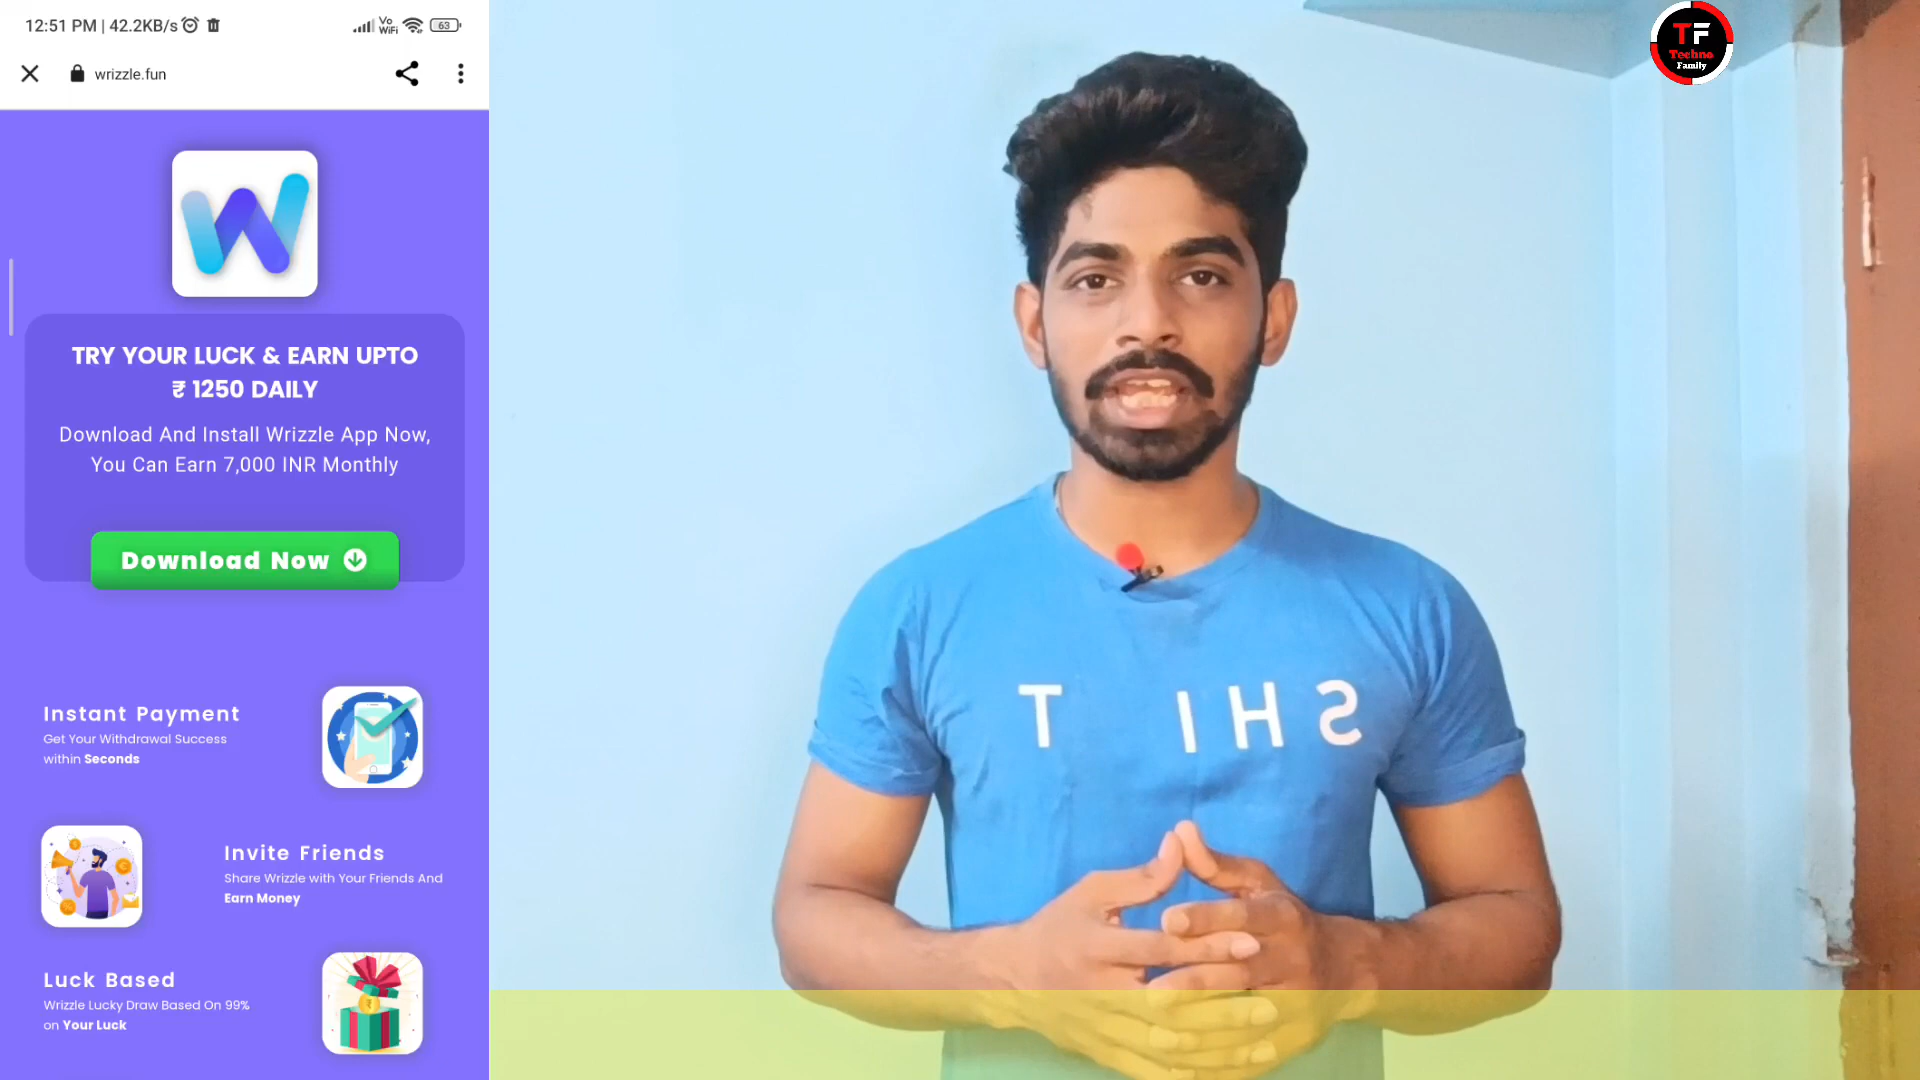 12:51 PM | 42.2KB/s
Vo
WiFi
63
wrizzle.fun
TRY YOUR LUCK & EARN UPTO
₹ 1250 DAILY
Download And Install Wrizzle App Now,
You Can Earn 7,000 INR Monthly
Download Now
Instant Payment
Get Your Withdrawal Success
within Seconds
Invite Friends
Share Wrizzle with Your Friends And
Earn Money
Luck Based
Wrizzle Lucky Draw Based On 99%
on Your Luck
TF
Techno
Family
T IHS